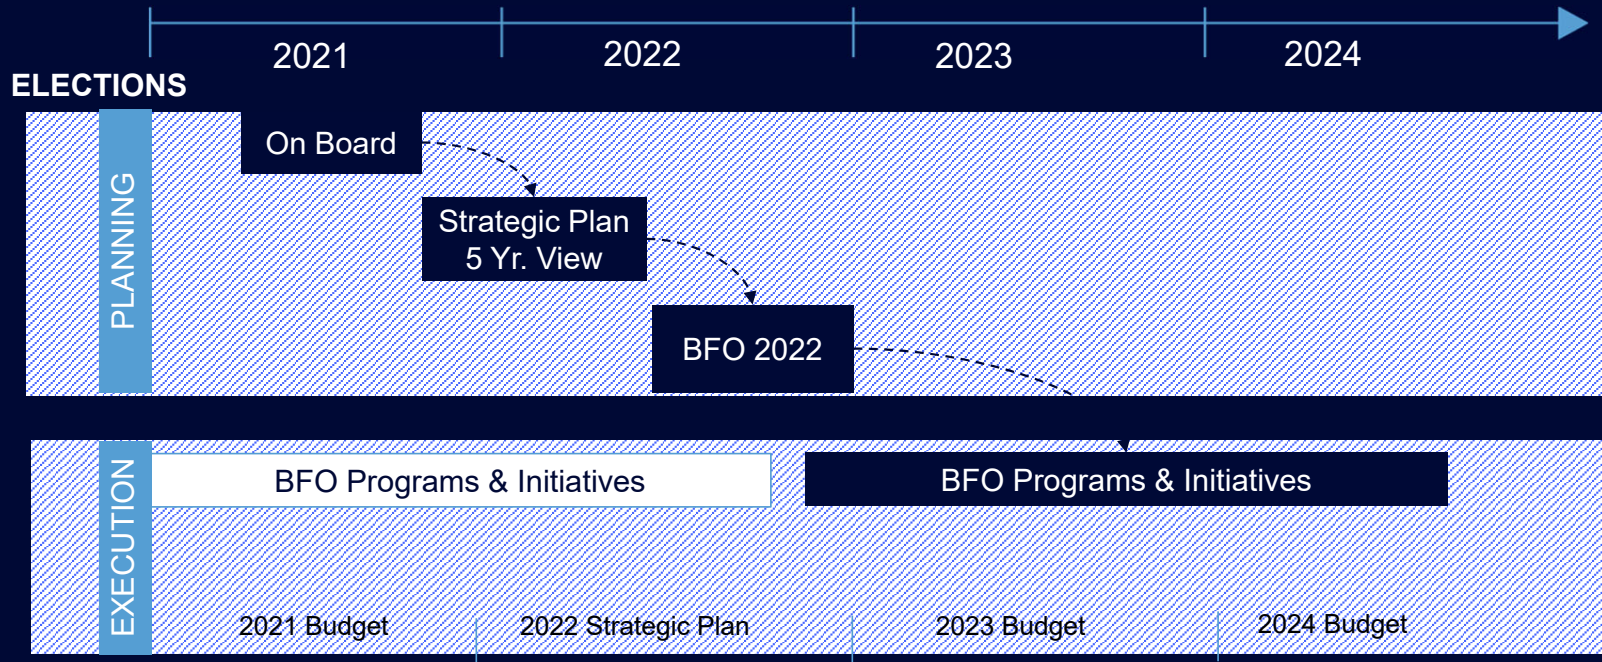 2021
2022
2023
2024
ELECTIONS
PLANNING
On Board
Strategic Plan
5 Yr. View
BFO 2022
EXECUTION
BFO Programs & Initiatives
BFO Programs & Initiatives
2021 Budget
2022 Strategic Plan
2023 Budget
2024 Budget